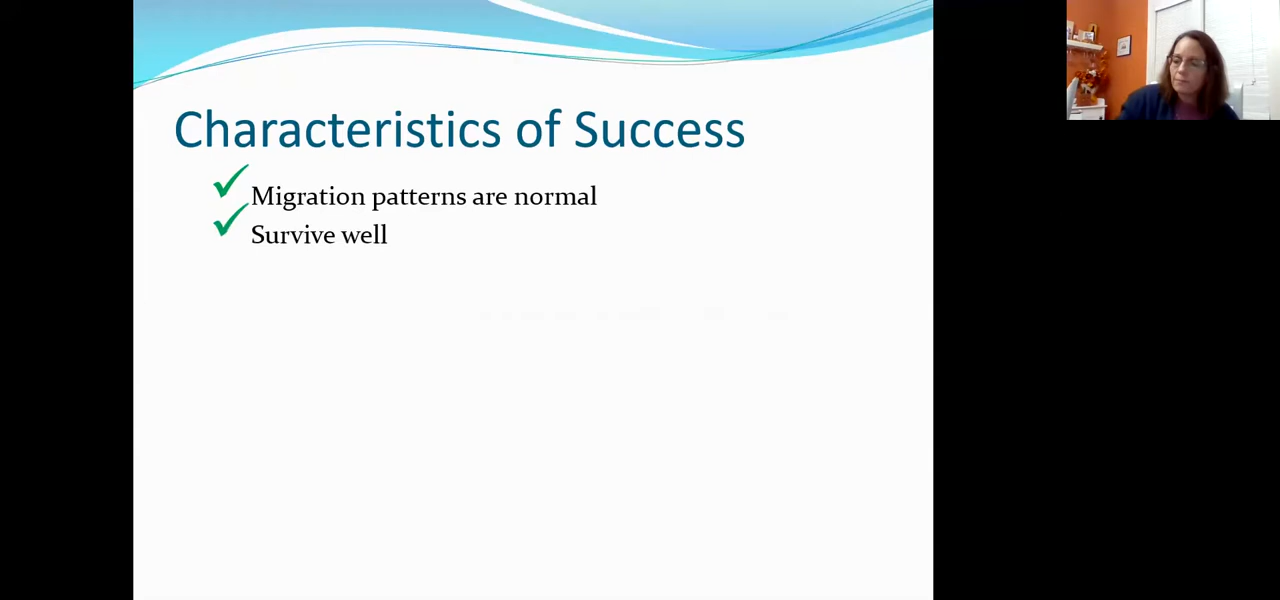 Characteristics of Success
Migration patterns are normal
Survive well